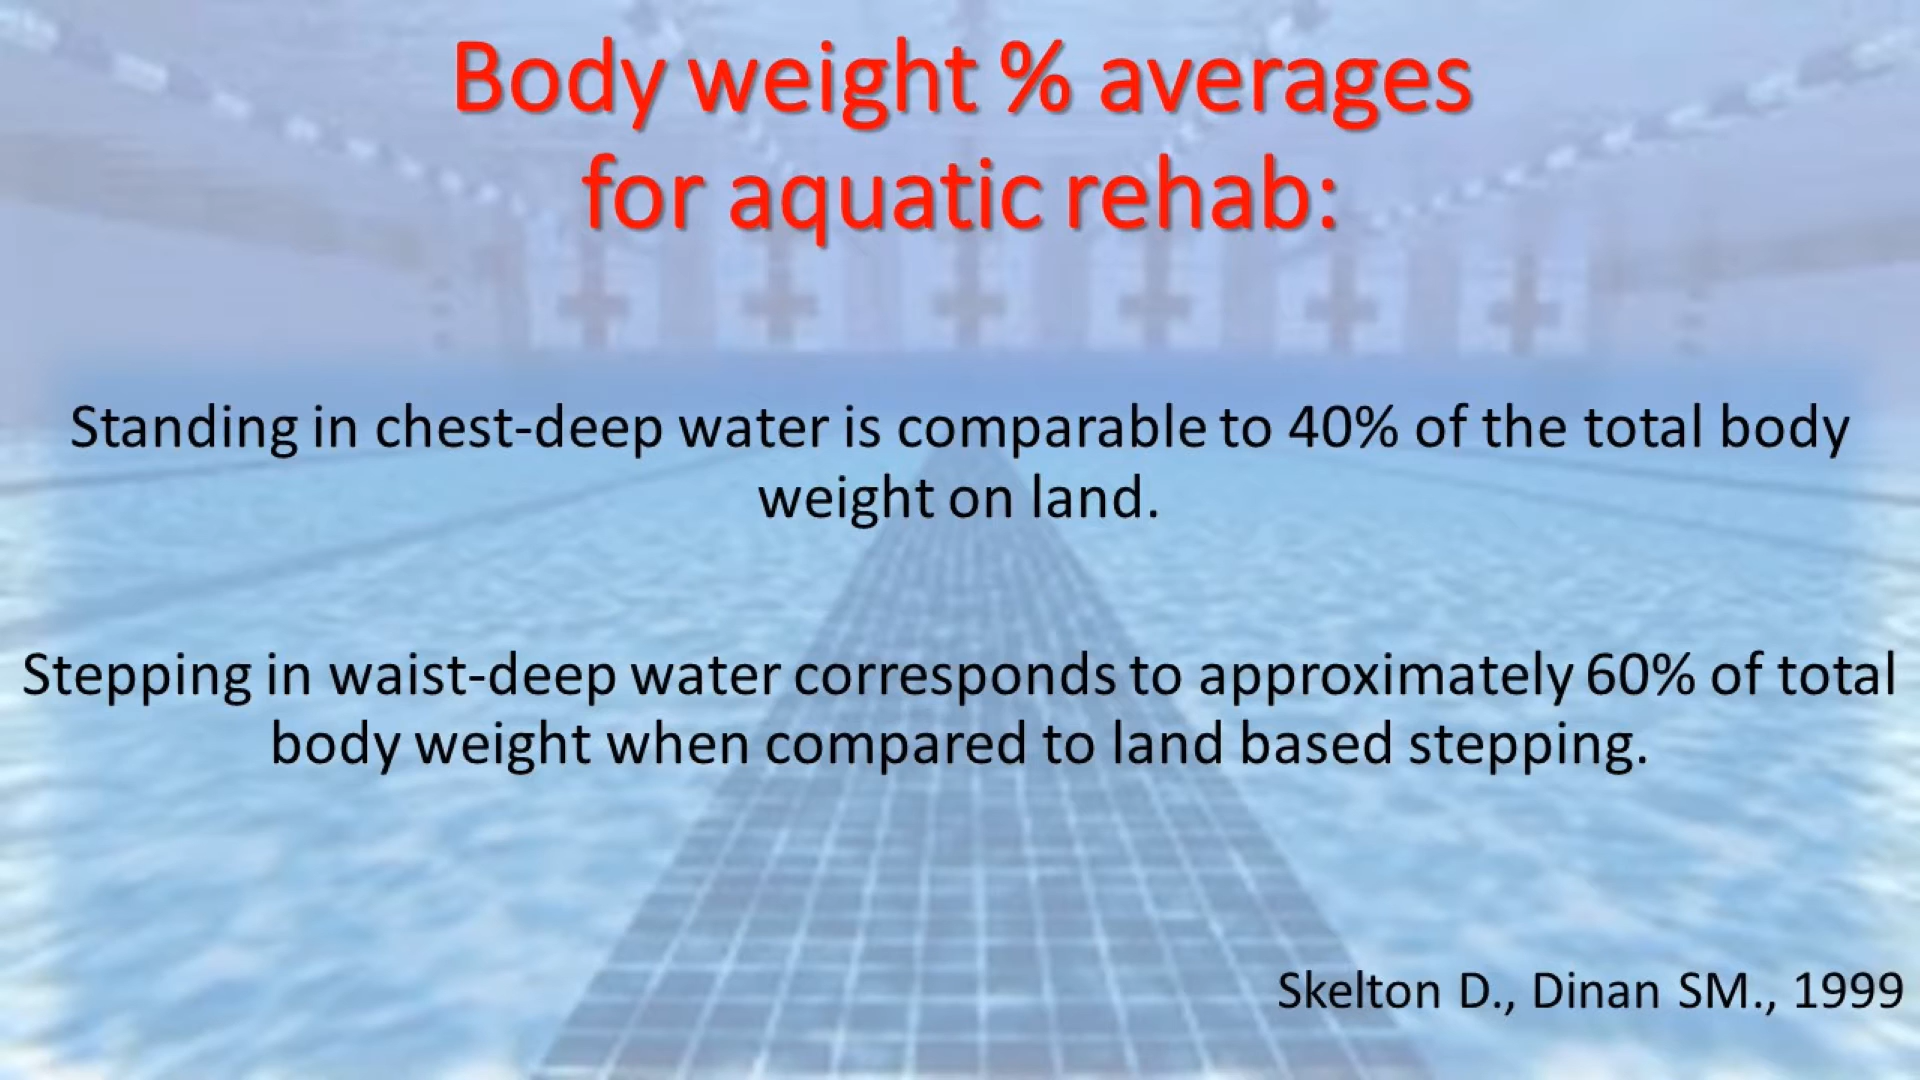 Body weight % averages
for aquatic rehab:
Standing in chest-deep water is comparable to 40% of the total body
weight on land.
Stepping in waist-deep water corresponds to approximately 60% of total
body weight when compared to land based stepping.
Skelton D., Dinan SM., 1999